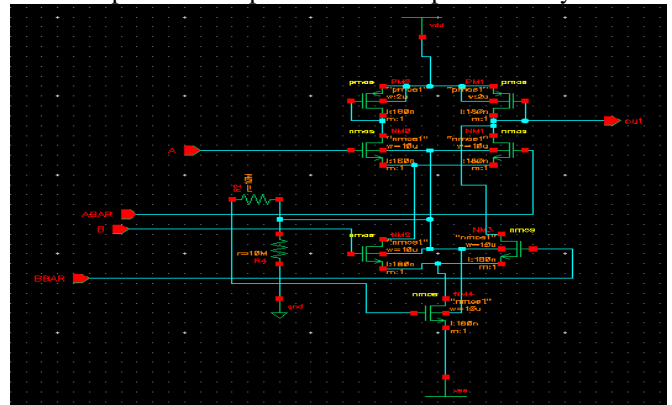 vdd
pmos PM2 PM1 pmos
"pmos1" "pmos1"
w:2u w:2u
l:180n l:180n
m:1 m:1
out
nmos NM0 NM1 nmos
"nmos1" "nmos1"
w=10u w=10u
l:180n l:180n
m:1 m:1
A
ABAR
B
r=10M
R4
nmos NM2 nmos
"nmos1" "nmos1"
w=10u w=10u
l:180n l:180n
m:1 m:1
BBAR
gnd
nmos
"nmos1"
w=10u
l:180n
m:1
vss